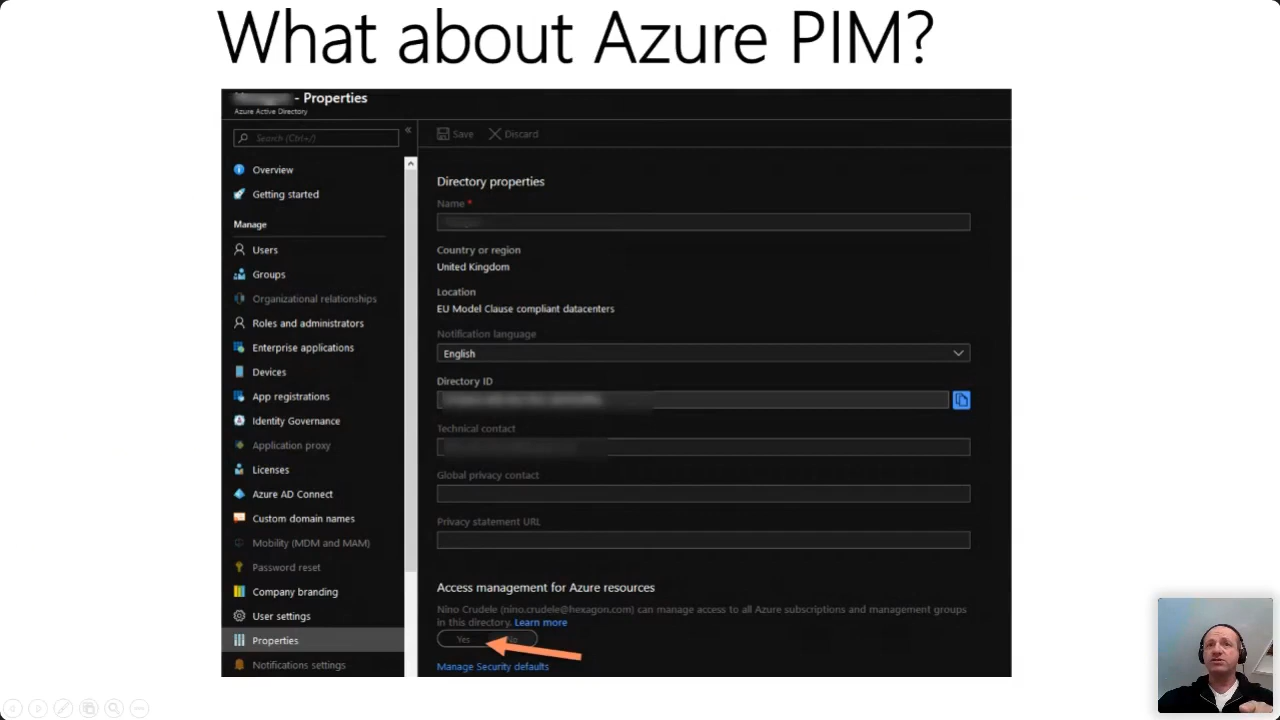 What about Azure PIM?
- Properties
Azure Active Directory
Search (Ctrl+/)
«
Overview
Getting started
Manage
Users
Groups
Organizational relationships
Roles and administrators
Enterprise applications
Devices
App registrations
Identity Governance
Application proxy
Licenses
Azure AD Connect
Custom domain names
Mobility (MDM and MAM)
Password reset
Company branding
User settings
Properties
Notifications settings
Save Discard
Directory properties
Name *
Country or region
United Kingdom
Location
EU Model Clause compliant datacenters
Notification language
English
Directory ID
Technical contact
Global privacy contact
Privacy statement URL
Access management for Azure resources
Nino Crudele (nino.crudele@hexagon.com) can manage access to all Azure subscriptions and management groups
in this directory. Learn more
Yes No
Manage Security defaults